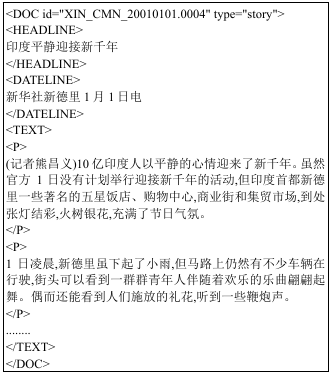 <DOC id="XIN_CMN_20010101.0004" type="story">
<HEADLINE>
印度平静迎接新千年
</HEADLINE>
<DATELINE>
新华社新德里 1 月 1 日电
</DATELINE>
<TEXT>
<P>
(记者熊昌义)10 亿印度人以平静的心情迎来了新千年。虽然
官方 1 日没有计划举行迎接新千年的活动,但印度首都新德
里一些著名的五星饭店、购物中心,商业街和集贸市场,到处
张灯结彩,火树银花,充满了节日气氛。
</P>
<P>
1 日凌晨,新德里虽下起了小雨,但马路上仍然有不少车辆在
行驶,街头可以看到一群群青年人伴随着欢乐的乐曲翩翩起
舞。偶而还能看到人们施放的礼花,听到一些鞭炮声。
</P>
........
</TEXT>
</DOC>